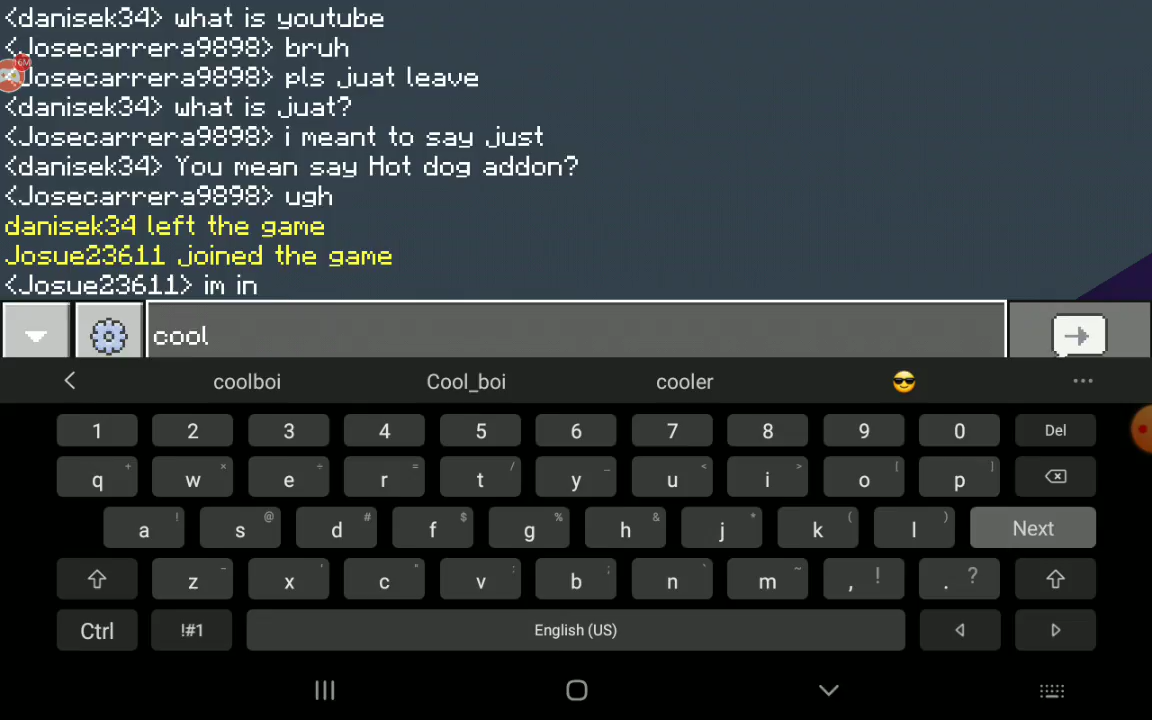 <danisek34> what is youtube
<Josecarrera9898> bruh
<Josecarrera9898> pls juat leave
<danisek34> what is juat?
<Josecarrera9898> i meant to say just
<danisek34> You mean say Hot dog addon?
<Josecarrera9898> ugh
danisek34 left the game
Josue23611 joined the game
<Josue23611> im in
cool
coolboi Cool_boi cooler 😎 ...
1 2 3 4 5 6 7 8 9 0 Del
q + w × e ÷ r = t / y _ u < i > o [ p ]
a ! s @ d # f $ g % h & j * k ( l ) Next
z - x ' c " v : b ; n ` m ~ , ! . ?
Ctrl !#1 English (US)